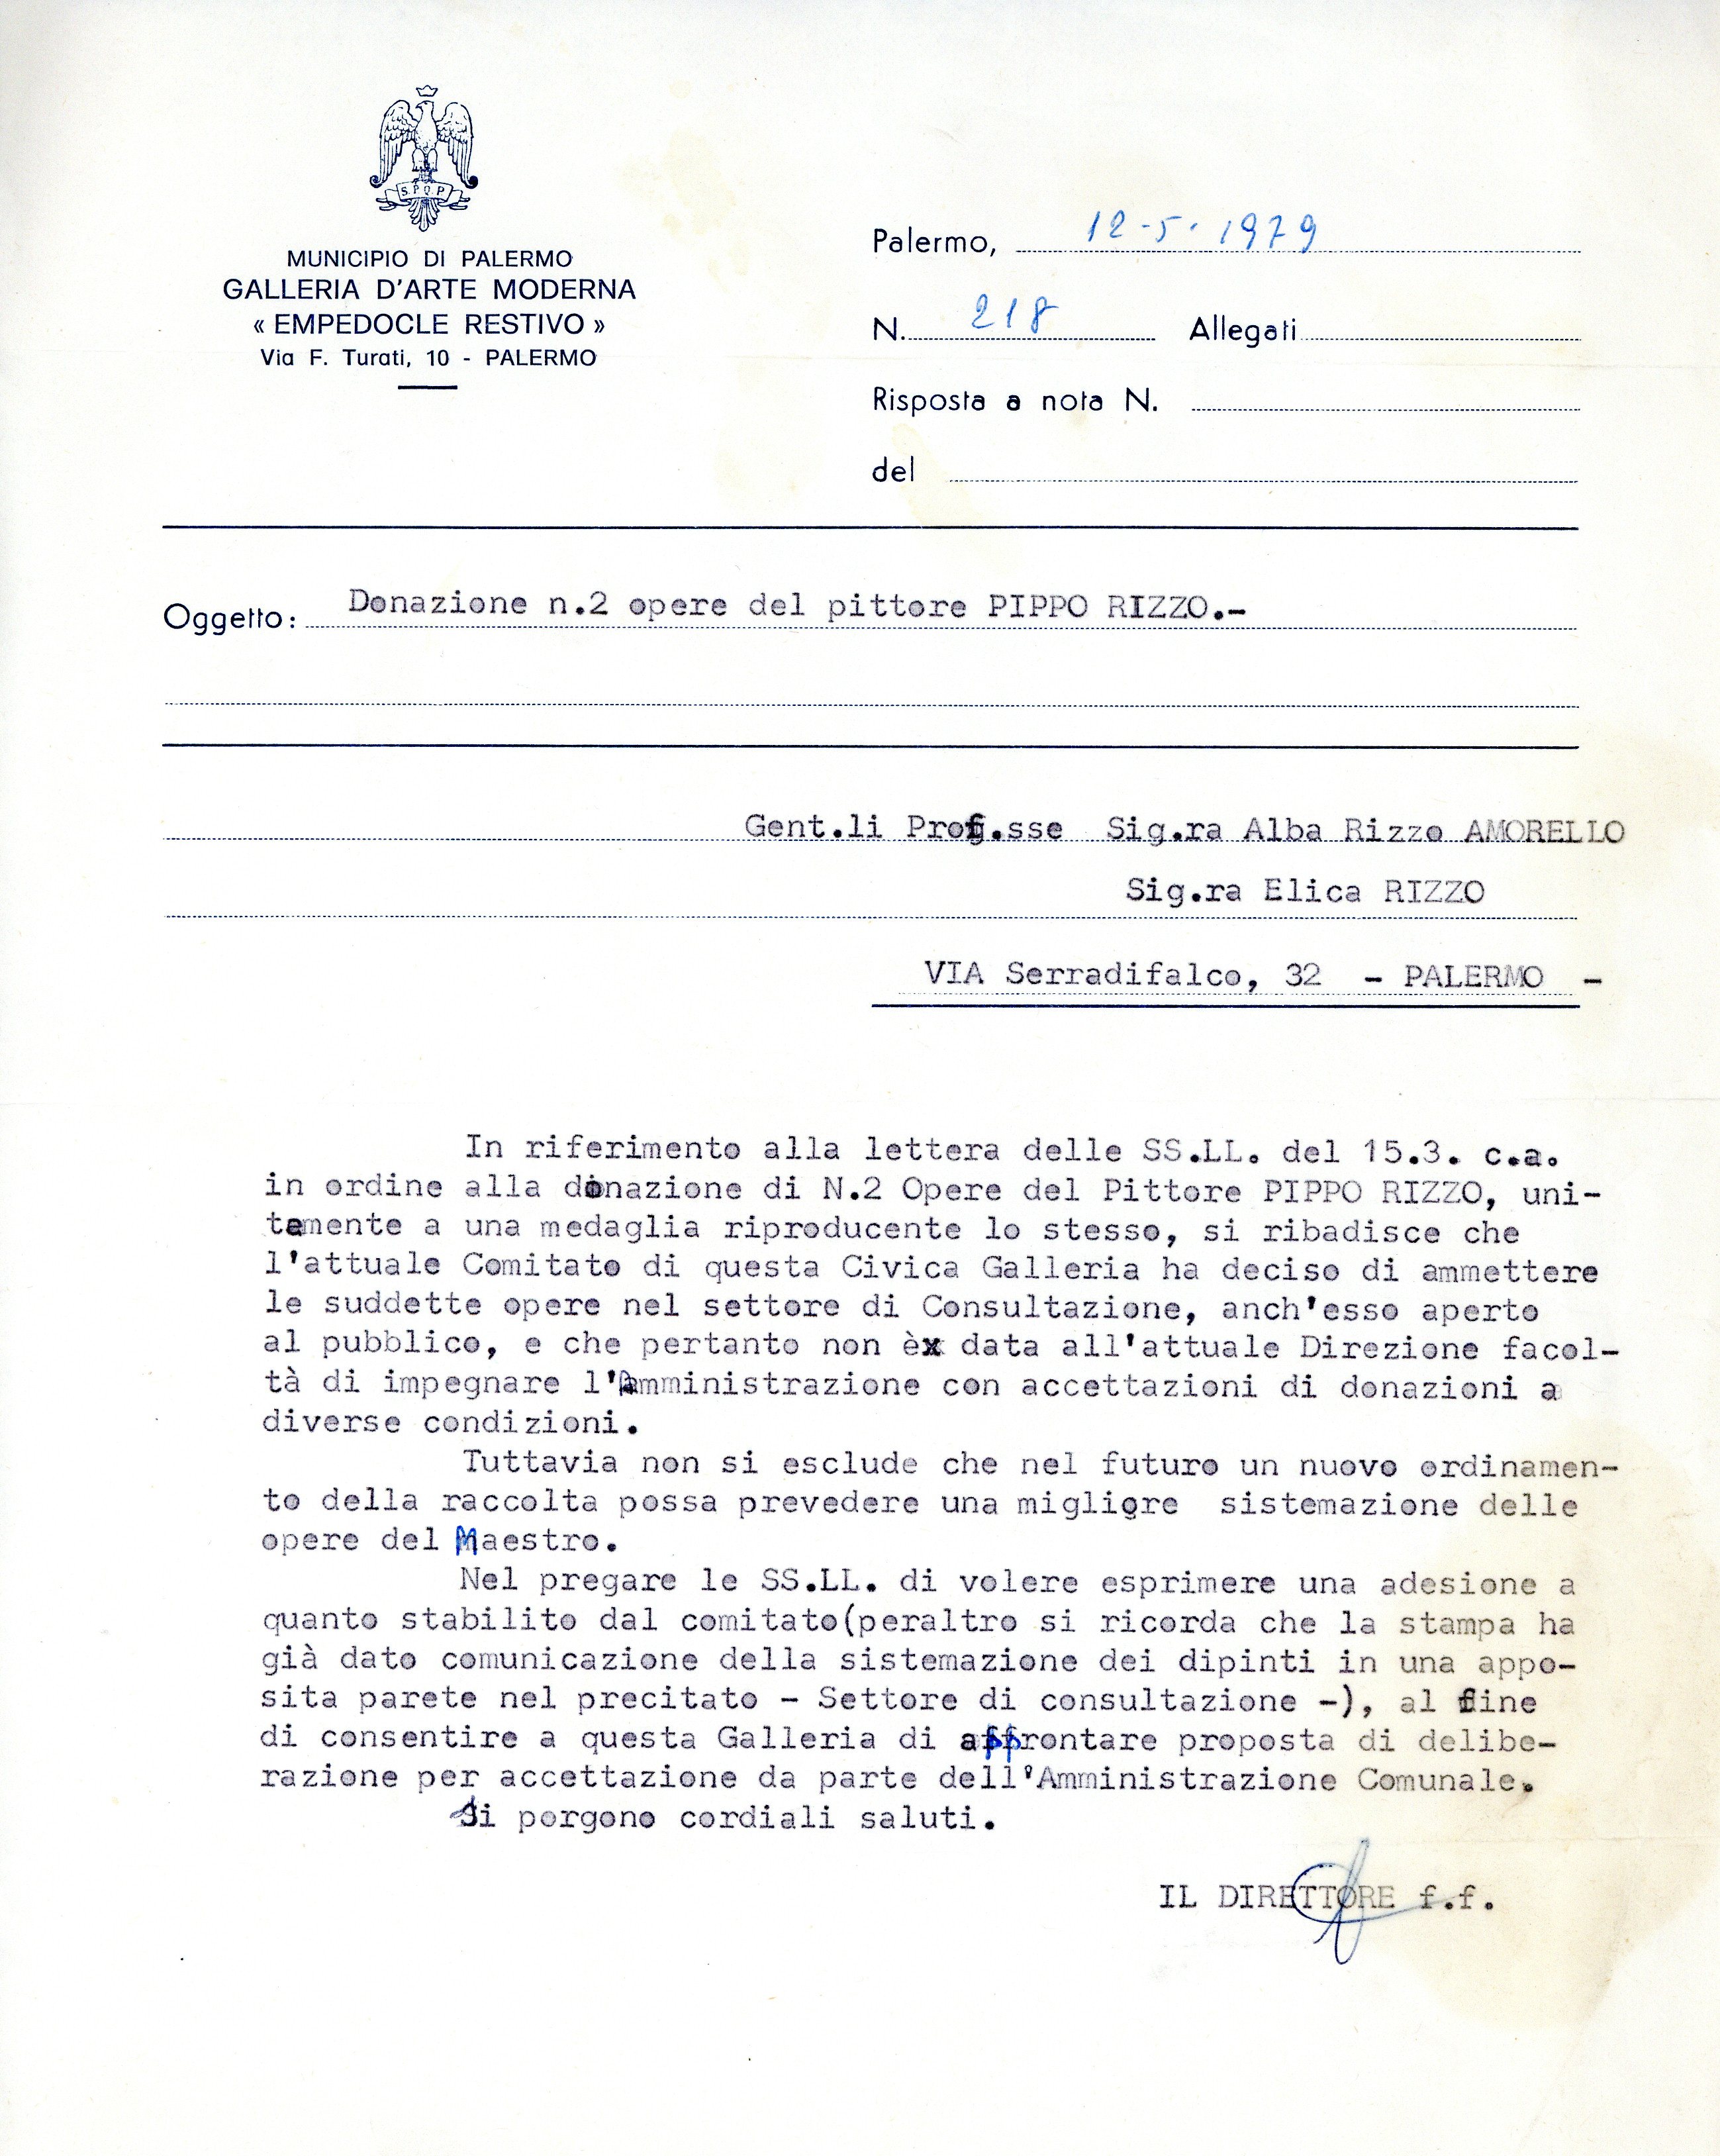 S.P.Q.P.
MUNICIPIO DI PALERMO
GALLERIA D'ARTE MODERNA
« EMPEDOCLE RESTIVO »
Via F. Turati, 10 - PALERMO
Palermo, 12-5-1979
N. 218 Allegati
Risposta a nota N.
del
Oggetto: Donazione n.2 opere del pittore PIPPO RIZZO.-
Gent.li Prof.sse Sig.ra Alba Rizzo AMORELLO
Sig.ra Elica RIZZO
VIA Serradifalco, 32 - PALERMO -
In riferimento alla lettera delle SS.LL. del 15.3. c.a.
in ordine alla donazione di N.2 Opere del Pittore PIPPO RIZZO, uni-
tamente a una medaglia riproducente lo stesso, si ribadisce che
l'attuale Comitato di questa Civica Galleria ha deciso di ammettere
le suddette opere nel settore di Consultazione, anch'esso aperto
al pubblico, e che pertanto non èx data all'attuale Direzione facol-
tà di impegnare l'Amministrazione con accettazioni di donazioni a
diverse condizioni.
Tuttavia non si esclude che nel futuro un nuovo ordinamen-
to della raccolta possa prevedere una migliore sistemazione delle
opere del Maestro.
Nel pregare le SS.LL. di volere esprimere una adesione a
quanto stabilito dal comitato(peraltro si ricorda che la stampa ha
già dato comunicazione della sistemazione dei dipinti in una appo-
sita parete nel precitato - Settore di consultazione -), al fine
di consentire a questa Galleria di affrontare proposta di delibe-
razione per accettazione da parte dell'Amministrazione Comunale.
Si porgono cordiali saluti.
IL DIRETTORE f.f.